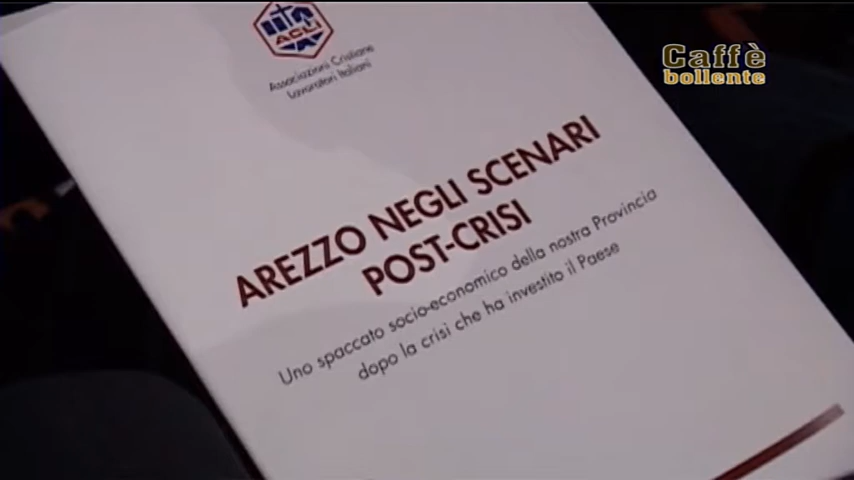 ACLI
Associazioni Cristiane
Lavoratori Italiani
Caffè
bollente
AREZZO NEGLI SCENARI
POST-CRISI
Uno spaccato socio-economico della nostra Provincia
dopo la crisi che ha investito il Paese